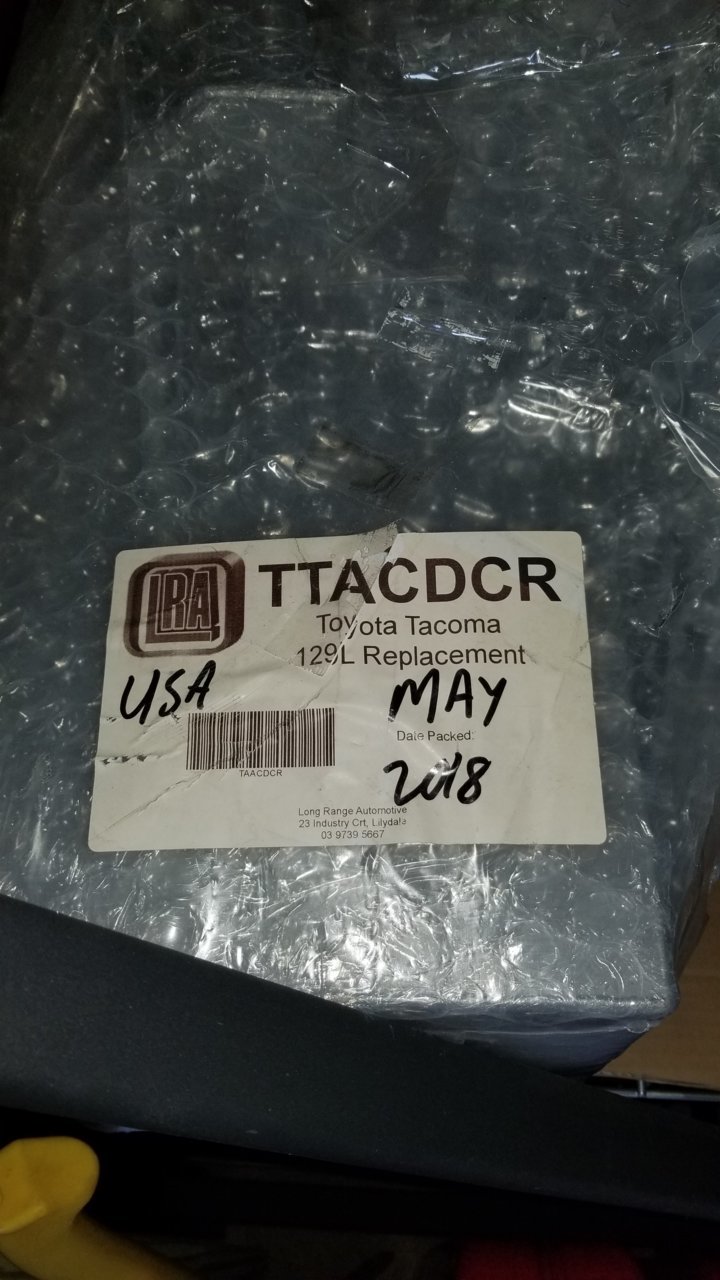 LRA
TTACDCR
Toyota Tacoma
129L Replacement
USA
MAY
Date Packed:
2018
TAACDCR
Long Range Automotive
23 Industry Crt, Lilydale
03 9739 5667